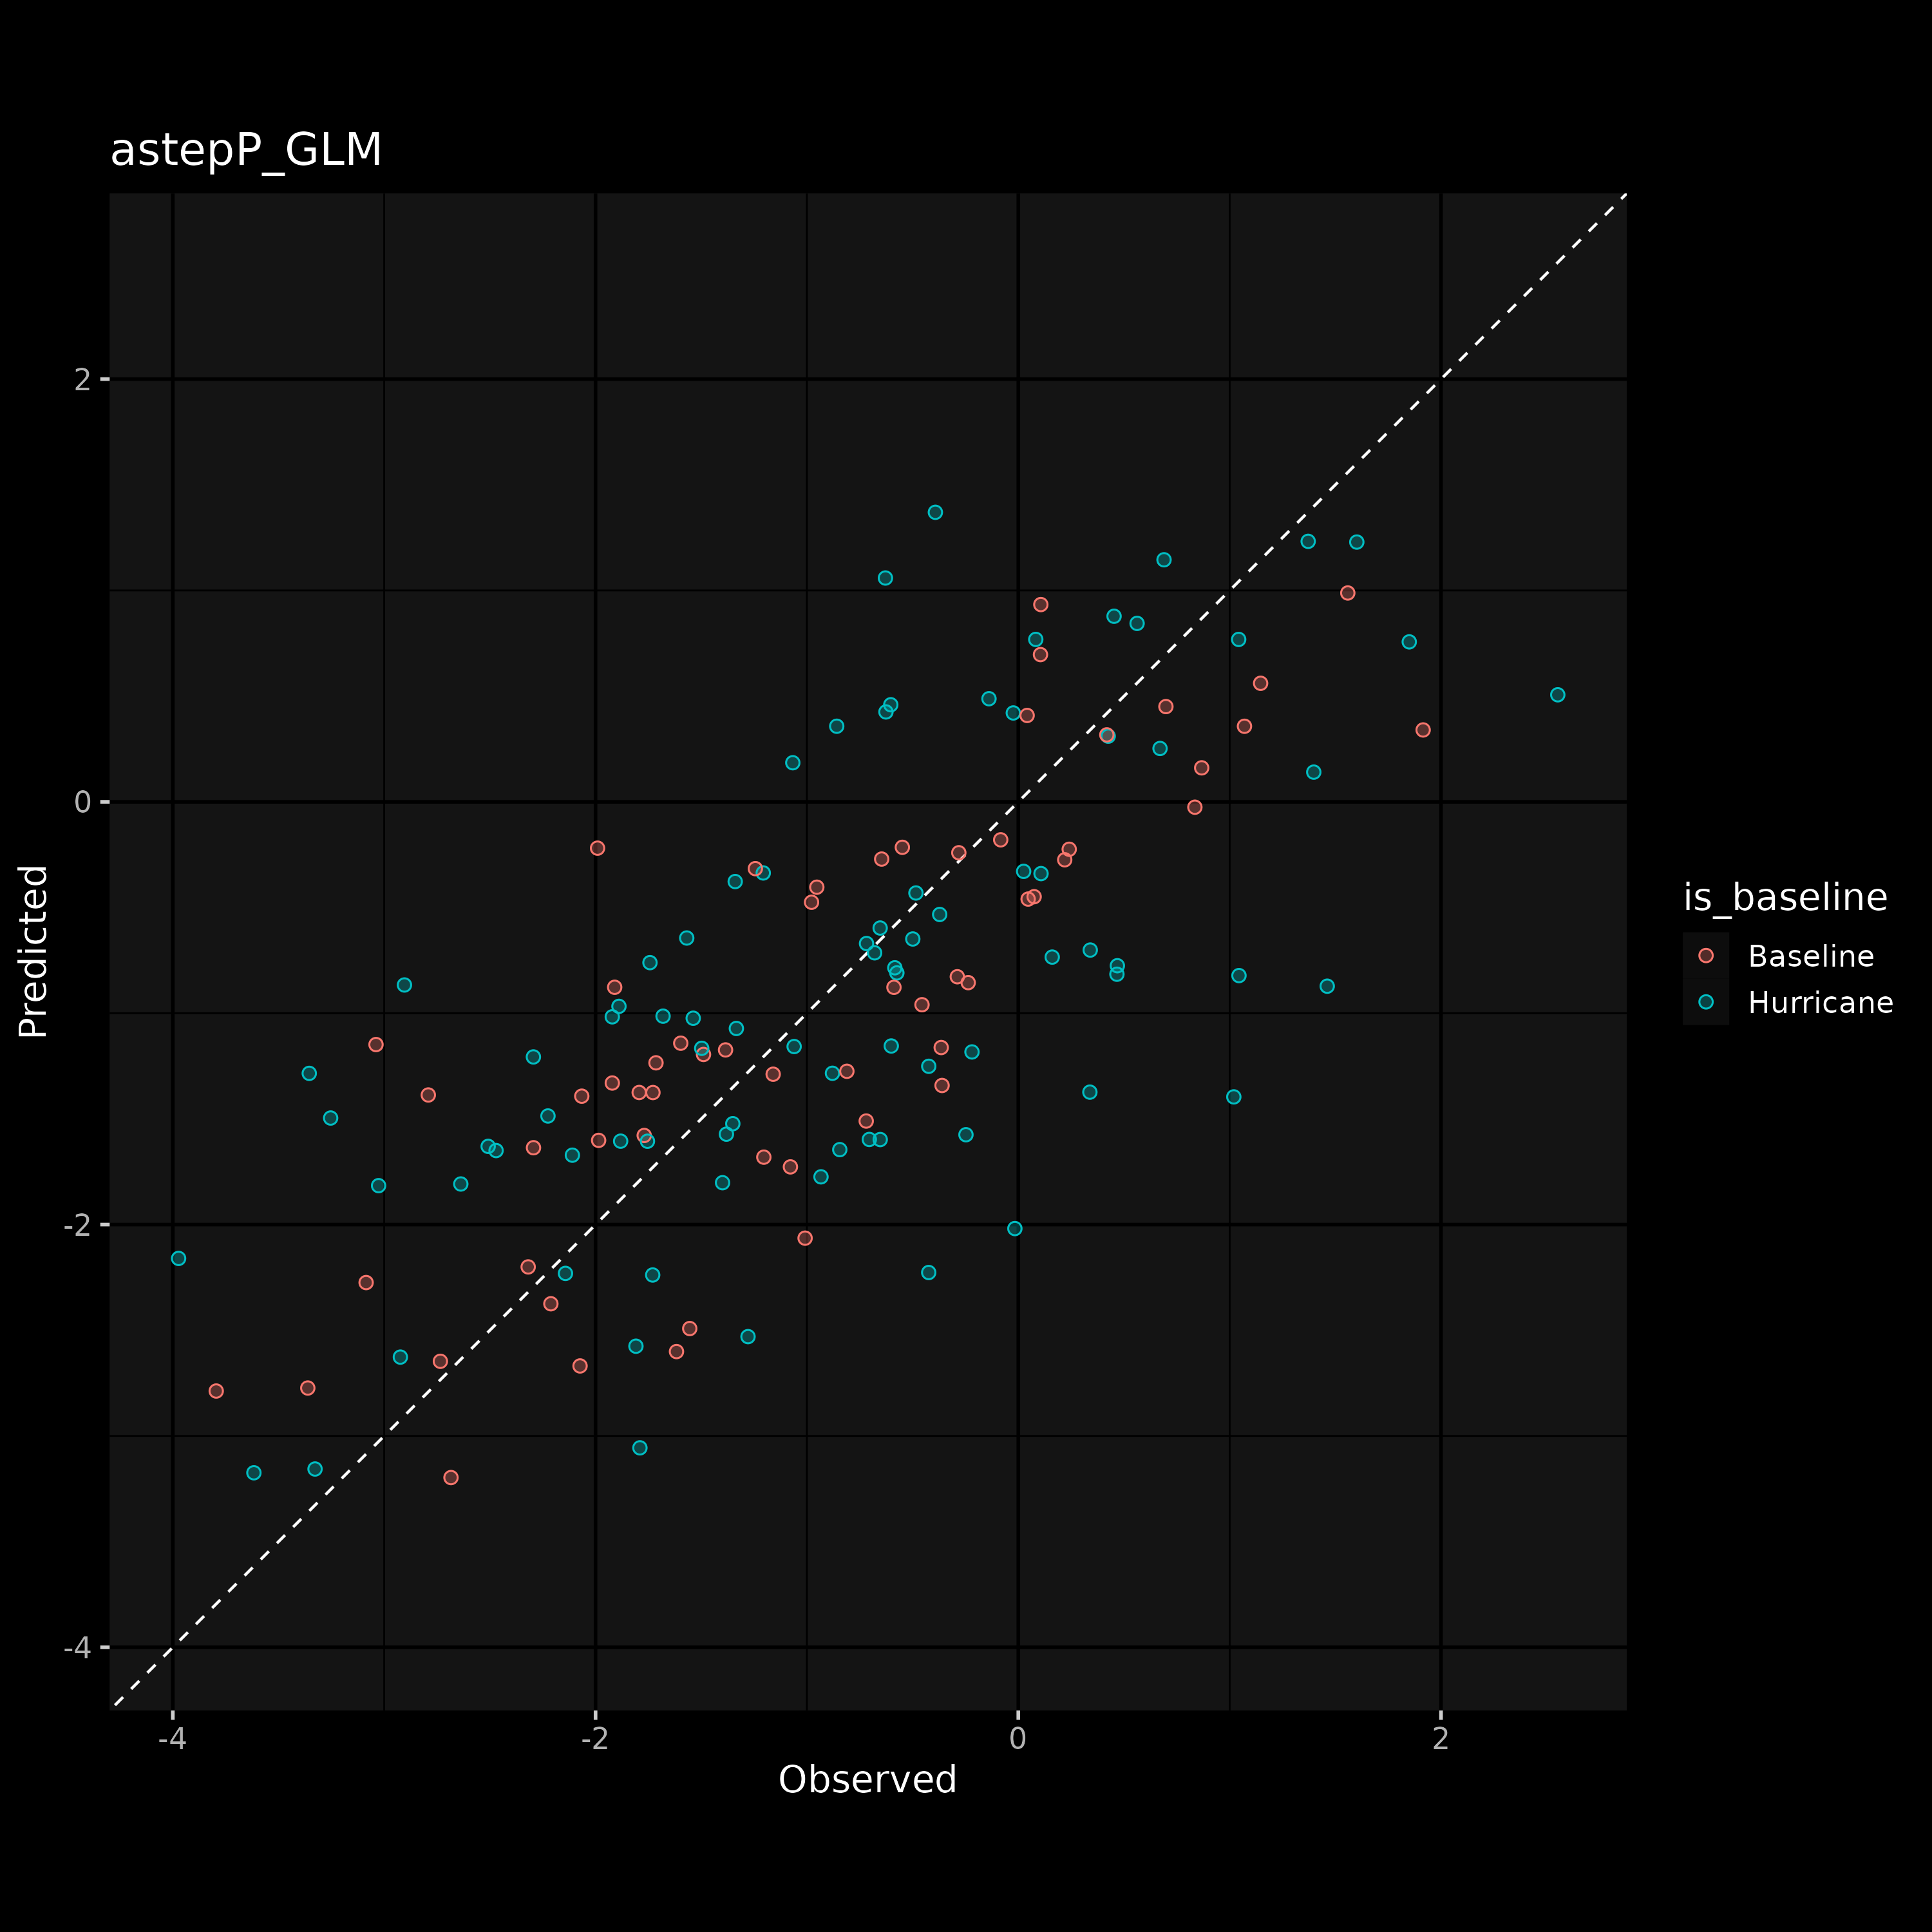 astepP_GLM
Predicted
2
0
-2
-4
-4 -2 0 2
Observed
is_baseline
Baseline
Hurricane